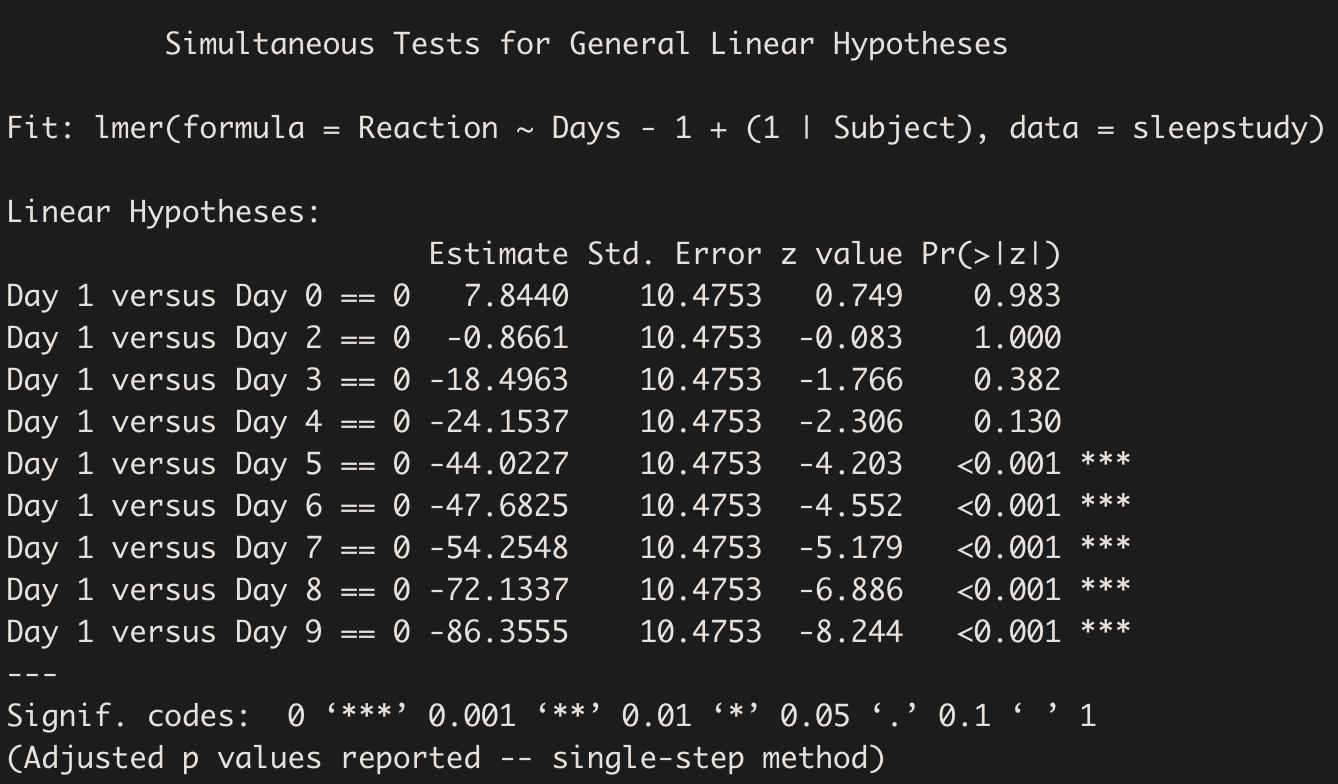 Simultaneous Tests for General Linear Hypotheses
Fit: lmer(formula = Reaction ~ Days - 1 + (1 | Subject), data = sleepstudy)
Linear Hypotheses:
Estimate Std. Error z value Pr(>|z|)
Day 1 versus Day 0 == 0 7.8440 10.4753 0.749 0.983
Day 1 versus Day 2 == 0 -0.8661 10.4753 -0.083 1.000
Day 1 versus Day 3 == 0 -18.4963 10.4753 -1.766 0.382
Day 1 versus Day 4 == 0 -24.1537 10.4753 -2.306 0.130
Day 1 versus Day 5 == 0 -44.0227 10.4753 -4.203 <0.001 ***
Day 1 versus Day 6 == 0 -47.6825 10.4753 -4.552 <0.001 ***
Day 1 versus Day 7 == 0 -54.2548 10.4753 -5.179 <0.001 ***
Day 1 versus Day 8 == 0 -72.1337 10.4753 -6.886 <0.001 ***
Day 1 versus Day 9 == 0 -86.3555 10.4753 -8.244 <0.001 ***
---
Signif. codes: 0 ‘***’ 0.001 ‘**’ 0.01 ‘*’ 0.05 ‘.’ 0.1 ‘ ’ 1
(Adjusted p values reported -- single-step method)